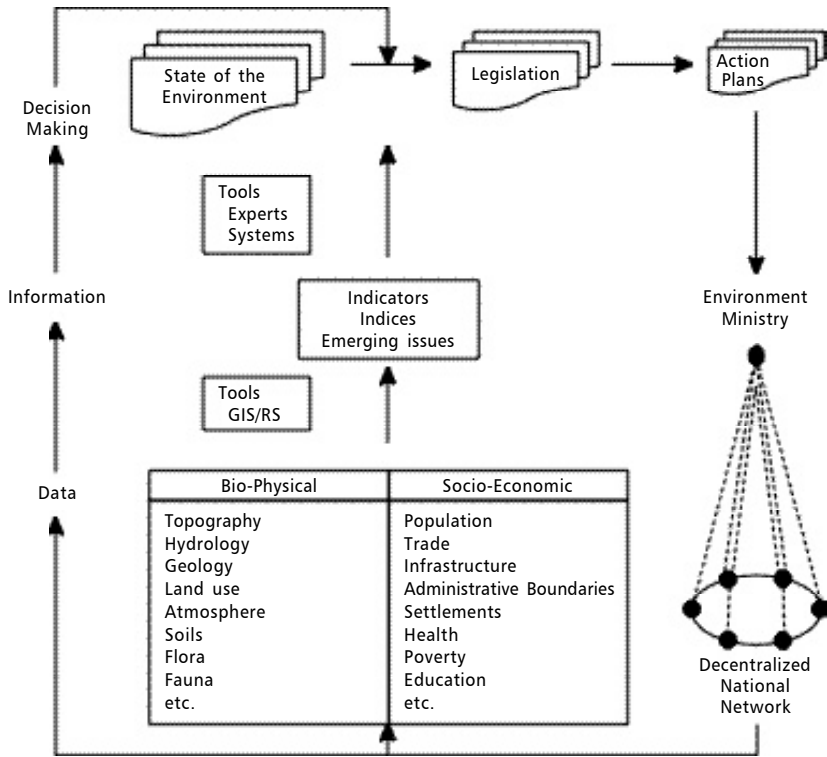 State of the
Environment
Legislation
Action
Plans
Decision
Making
Tools
Experts
Systems
Information
Indicators
Indices
Emerging issues
Environment
Ministry
Tools
GIS/RS
Data
Bio-Physical
Socio-Economic
Topography
Hydrology
Geology
Land use
Atmosphere
Soils
Flora
Fauna
etc.
Population
Trade
Infrastructure
Administrative Boundaries
Settlements
Health
Poverty
Education
etc.
Decentralized
National
Network